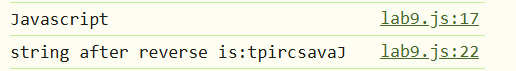 Javascript lab9.js:17
string after reverse is:tpircsavaJ lab9.js:22